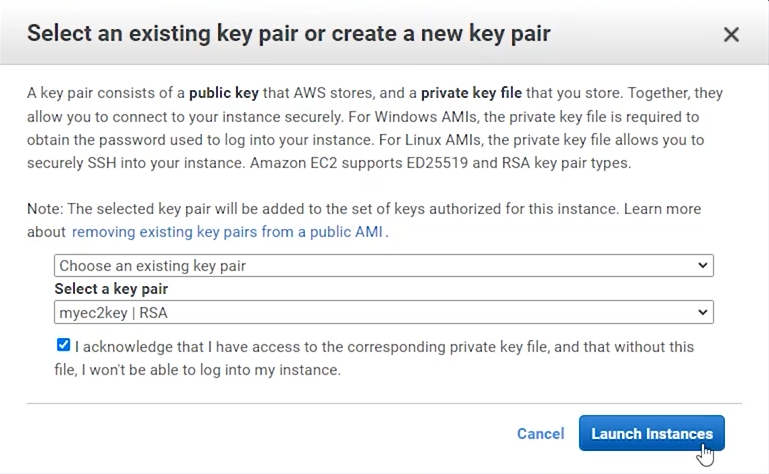 Select an existing key pair or create a new key pair
A key pair consists of a public key that AWS stores, and a private key file that you store. Together, they
allow you to connect to your instance securely. For Windows AMIs, the private key file is required to
obtain the password used to log into your instance. For Linux AMIs, the private key file allows you to
securely SSH into your instance. Amazon EC2 supports ED25519 and RSA key pair types.
Note: The selected key pair will be added to the set of keys authorized for this instance. Learn more
about removing existing key pairs from a public AMI.
Choose an existing key pair
Select a key pair
myec2key | RSA
I acknowledge that I have access to the corresponding private key file, and that without this
file, I won't be able to log into my instance.
Cancel Launch Instances